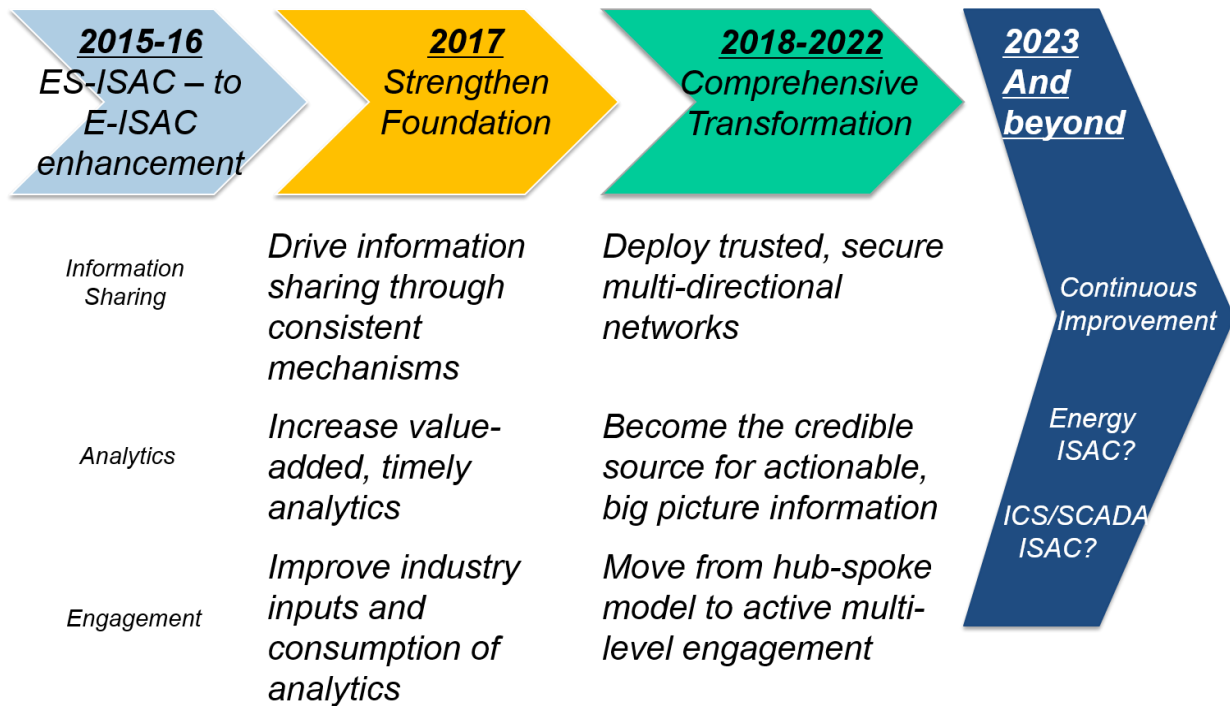 2015-16
ES-ISAC – to
E-ISAC
enhancement
2017
Strengthen
Foundation
2018-2022
Comprehensive
Transformation
2023
And
beyond
Information
Sharing
Drive information
sharing through
consistent
mechanisms
Deploy trusted, secure
multi-directional
networks
Continuous
Improvement
Analytics
Increase value-
added, timely
analytics
Become the credible
source for actionable,
big picture information
Energy
ISAC?
ICS/SCADA
ISAC?
Engagement
Improve industry
inputs and
consumption of
analytics
Move from hub-spoke
model to active multi-
level engagement